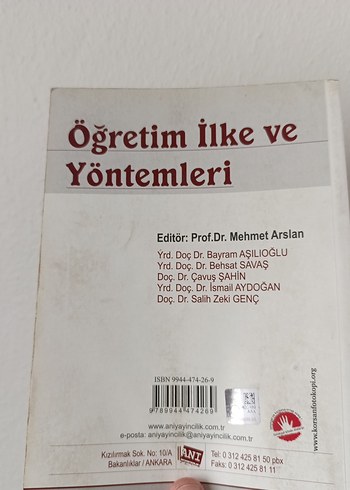 Öğretim İlke ve
Yöntemleri
Editör: Prof.Dr. Mehmet Arslan
Yrd. Doç Dr. Bayram AŞILIOĞLU
Yrd. Doç. Dr. Behsat SAVAŞ
Doç. Dr. Çavuş ŞAHİN
Yrd. Doç. Dr. İsmail AYDOĞAN
Doç. Dr. Salih Zeki GENÇ
ISBN 9944-474-26-9
9789944474269
www.aniyayincilik.com.tr
e-posta: aniyayincilik@aniyayincilik.com.tr
www.korsanfotokopi.org
Kızılırmak Sok. No: 10/A
Bakanlıklar / ANKARA
ANI
Tel: 0 312 425 81 50 pbx
Faks: 0 312 425 81 11